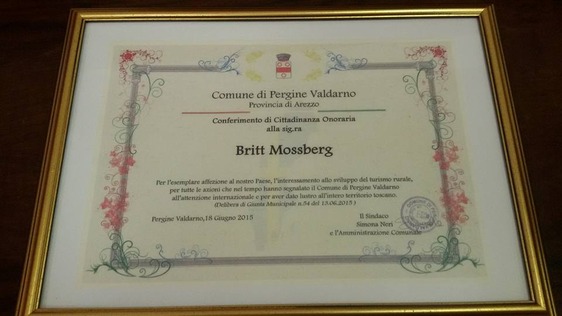 Comune di Pergine Valdarno
Provincia di Arezzo
Conferimento di Cittadinanza Onoraria
alla sig.ra
Britt Mossberg
Per l'esemplare affezione al nostro Paese, l'interessamento allo sviluppo del turismo rurale,
per tutte le azioni che nel tempo hanno segnalato il Comune di Pergine Valdarno
all'attenzione internazionale e per aver dato lustro all'intero territorio toscano.
(Delibera di Giunta Municipale n.54 del 15.06.2015)
Pergine Valdarno, 18 Giugno 2015
Il Sindaco
Simona Neri
e l'Amministrazione Comunale